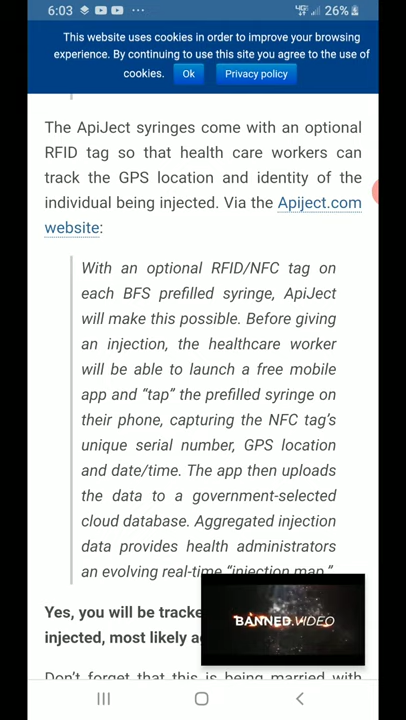 6:03
26%
This website uses cookies in order to improve your browsing
experience. By continuing to use this site you agree to the use of
cookies. Ok Privacy policy
The ApiJect syringes come with an optional
RFID tag so that health care workers can
track the GPS location and identity of the
individual being injected. Via the Apiject.com
website:
With an optional RFID/NFC tag on
each BFS prefilled syringe, ApiJect
will make this possible. Before giving
an injection, the healthcare worker
will be able to launch a free mobile
app and “tap” the prefilled syringe on
their phone, capturing the NFC tag’s
unique serial number, GPS location
and date/time. The app then uploads
the data to a government-selected
cloud database. Aggregated injection
data provides health administrators
an evolving real-time “injection map.”
Yes, you will be tracke
injected, most likely ag
BANNED.VIDEO
Don’t forget that this is being married with